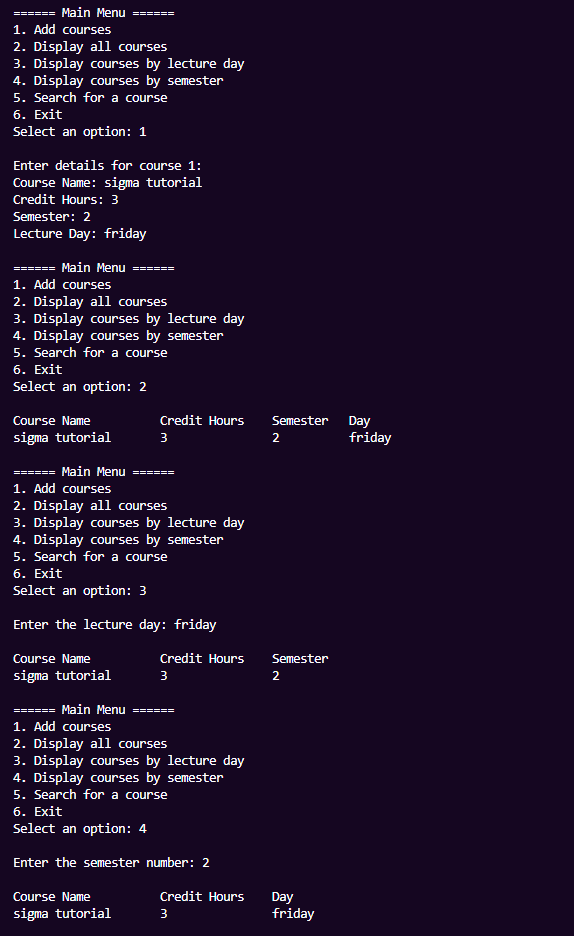 ====== Main Menu ======
1. Add courses
2. Display all courses
3. Display courses by lecture day
4. Display courses by semester
5. Search for a course
6. Exit
Select an option: 1

Enter details for course 1:
Course Name: sigma tutorial
Credit Hours: 3
Semester: 2
Lecture Day: friday

====== Main Menu ======
1. Add courses
2. Display all courses
3. Display courses by lecture day
4. Display courses by semester
5. Search for a course
6. Exit
Select an option: 2

Course Name          Credit Hours    Semester   Day
sigma tutorial       3               2          friday

====== Main Menu ======
1. Add courses
2. Display all courses
3. Display courses by lecture day
4. Display courses by semester
5. Search for a course
6. Exit
Select an option: 3

Enter the lecture day: friday

Course Name          Credit Hours    Semester
sigma tutorial       3               2

====== Main Menu ======
1. Add courses
2. Display all courses
3. Display courses by lecture day
4. Display courses by semester
5. Search for a course
6. Exit
Select an option: 4

Enter the semester number: 2

Course Name          Credit Hours    Day
sigma tutorial       3               friday